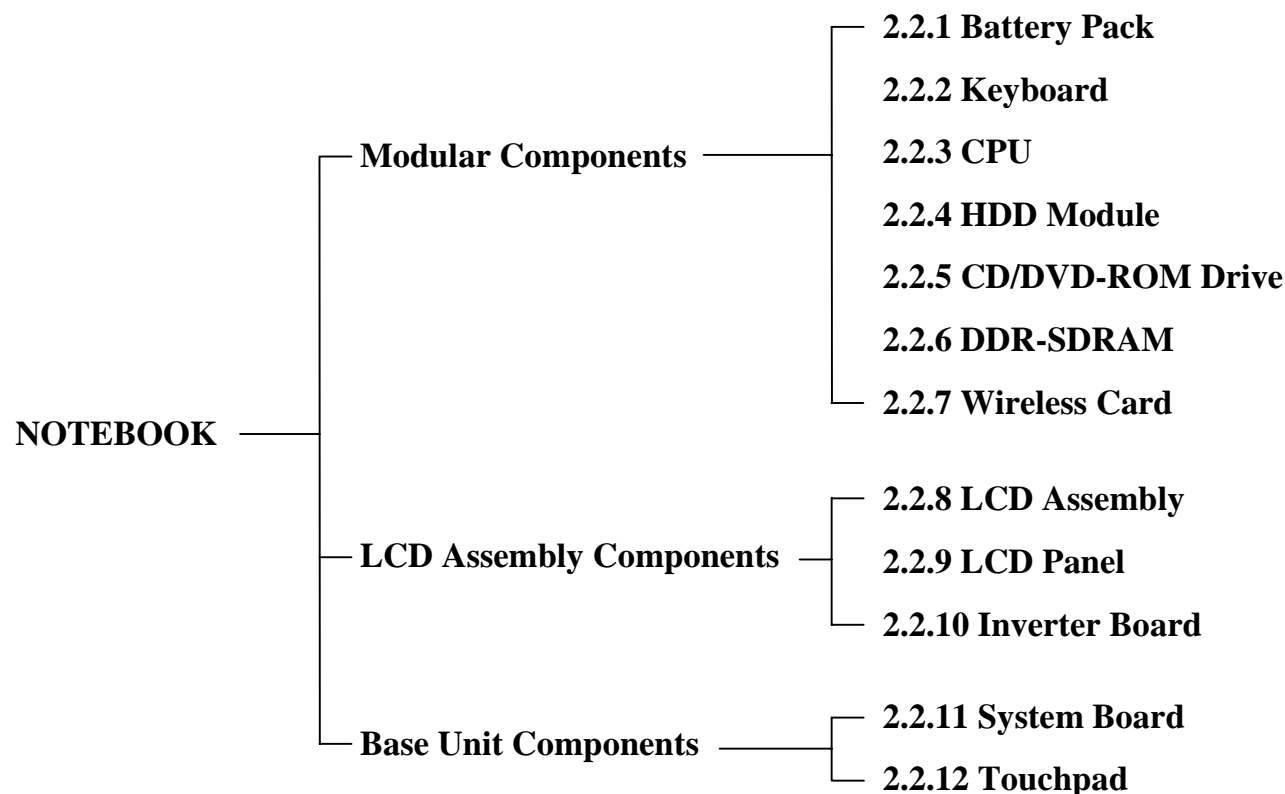 NOTEBOOK
Modular Components
2.2.1 Battery Pack
2.2.2 Keyboard
2.2.3 CPU
2.2.4 HDD Module
2.2.5 CD/DVD-ROM Drive
2.2.6 DDR-SDRAM
2.2.7 Wireless Card
LCD Assembly Components
2.2.8 LCD Assembly
2.2.9 LCD Panel
2.2.10 Inverter Board
Base Unit Components
2.2.11 System Board
2.2.12 Touchpad